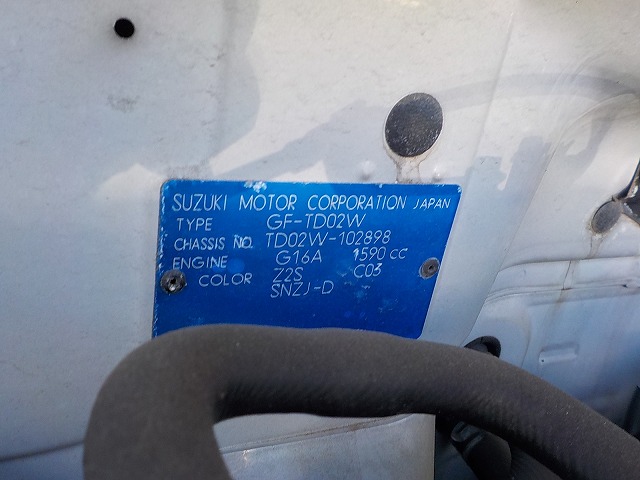 SUZUKI MOTOR CORPORATION JAPAN
TYPE GF-TD02W
CHASSIS NO. TD02W-102898
ENGINE G16A 1590 CC
COLOR Z2S C03
SNZJ-D